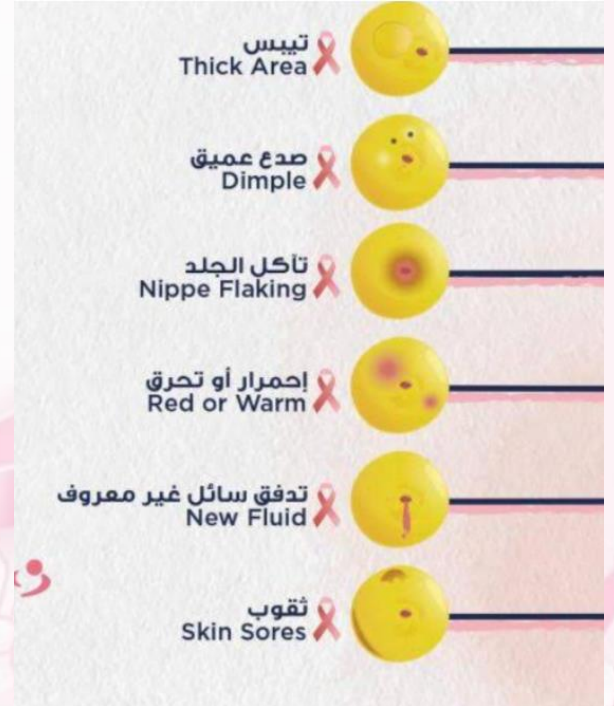 تيبس
Thick Area
صدع عميق
Dimple
تآكل الجلد
Nippe Flaking
إحمرار أو تحرق
Red or Warm
تدفق سائل غير معروف
New Fluid
ثقوب
Skin Sores